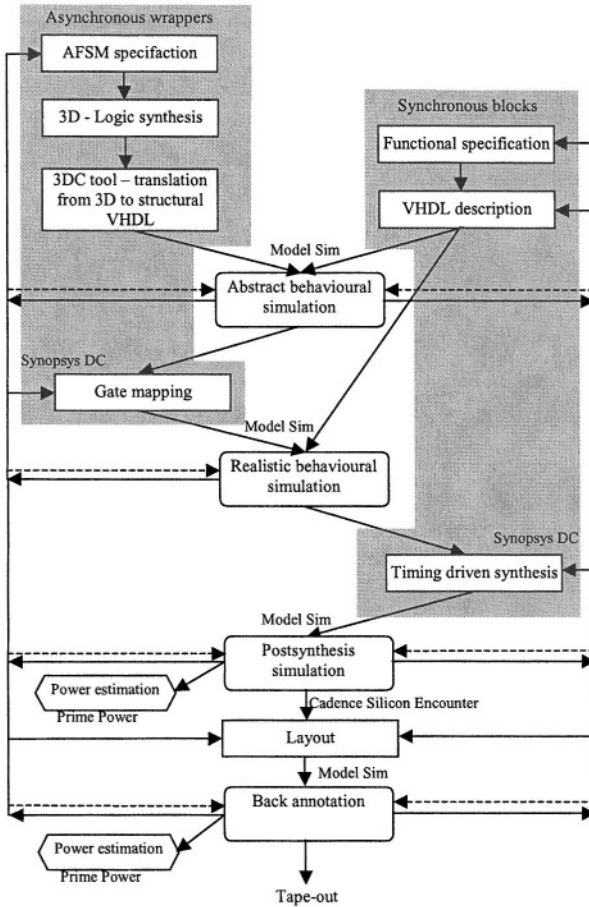 Asynchronous wrappers
AFSM specifaction
3D - Logic synthesis
3DC tool – translation
from 3D to structural
VHDL
Synchronous blocks
Functional specification
VHDL description
Model Sim
Abstract behavioural
simulation
Synopsys DC
Gate mapping
Model Sim
Realistic behavioural
simulation
Synopsys DC
Timing driven synthesis
Model Sim
Postsynthesis
simulation
Power estimation
Prime Power
Cadence Silicon Encounter
Layout
Model Sim
Back annotation
Power estimation
Prime Power
Tape-out